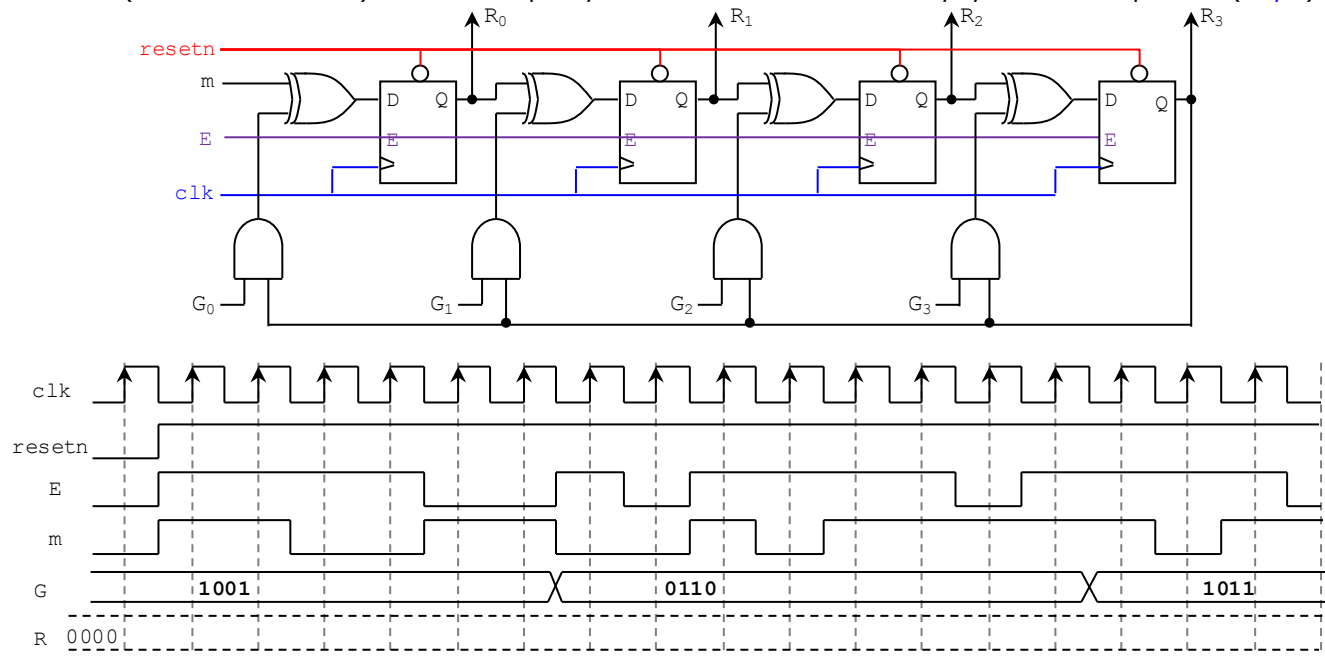 R0 R1 R2 R3
resetn
m
D Q D Q D Q D Q
E E E E E
clk
G0 G1 G2 G3
clk
resetn
E
m
G 1001 0110 1011
R 0000